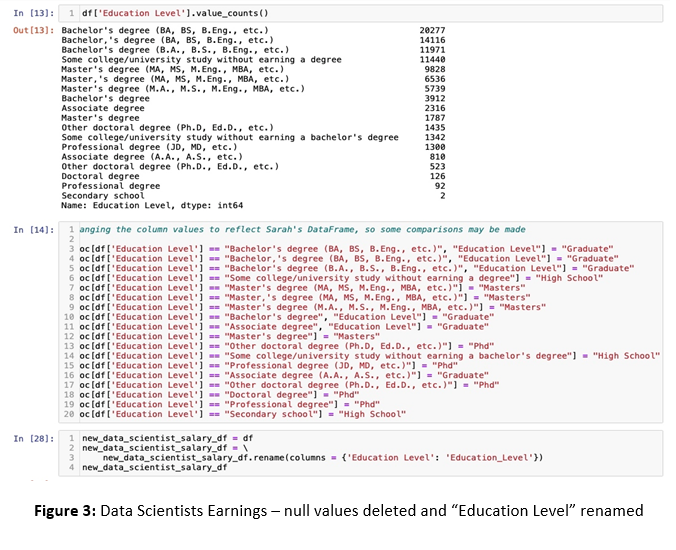 In [13]: 1 df['Education Level'].value_counts()
Out[13]: Bachelor's degree (BA, BS, B.Eng., etc.) 20277
Bachelor,'s degree (BA, BS, B.Eng., etc.) 14116
Bachelor's degree (B.A., B.S., B.Eng., etc.) 11971
Some college/university study without earning a degree 11440
Master's degree (MA, MS, M.Eng., MBA, etc.) 9828
Master,'s degree (MA, MS, M.Eng., MBA, etc.) 6536
Master's degree (M.A., M.S., M.Eng., MBA, etc.) 5739
Bachelor's degree 3912
Associate degree 2316
Master's degree 1787
Other doctoral degree (Ph.D, Ed.D., etc.) 1435
Some college/university study without earning a bachelor's degree 1342
Professional degree (JD, MD, etc.) 1300
Associate degree (A.A., A.S., etc.) 810
Other doctoral degree (Ph.D., Ed.D., etc.) 523
Doctoral degree 126
Professional degree 92
Secondary school 2
Name: Education Level, dtype: int64
In [14]: 1 anging the column values to reflect Sarah's DataFrame, so some comparisons may be made
2
3 oc[df['Education Level'] == "Bachelor's degree (BA, BS, B.Eng., etc.)", "Education Level"] = "Graduate"
4 oc[df['Education Level'] == "Bachelor,'s degree (BA, BS, B.Eng., etc.)", "Education Level"] = "Graduate"
5 oc[df['Education Level'] == "Bachelor's degree (B.A., B.S., B.Eng., etc.)", "Education Level"] = "Graduate"
6 oc[df['Education Level'] == "Some college/university study without earning a degree"] = "High School"
7 oc[df['Education Level'] == "Master's degree (MA, MS, M.Eng., MBA, etc.)"] = "Masters"
8 oc[df['Education Level'] == "Master,'s degree (MA, MS, M.Eng., MBA, etc.)"] = "Masters"
9 oc[df['Education Level'] == "Master's degree (M.A., M.S., M.Eng., MBA, etc.)"] = "Masters"
10 oc[df['Education Level'] == "Bachelor's degree", "Education Level"] = "Graduate"
11 oc[df['Education Level'] == "Associate degree", "Education Level"] = "Graduate"
12 oc[df['Education Level'] == "Master's degree"] = "Masters"
13 oc[df['Education Level'] == "Other doctoral degree (Ph.D, Ed.D., etc.)"] = "Phd"
14 oc[df['Education Level'] == "Some college/university study without earning a bachelor's degree"] = "High School"
15 oc[df['Education Level'] == "Professional degree (JD, MD, etc.)"] = "Phd"
16 oc[df['Education Level'] == "Associate degree (A.A., A.S., etc.)"] = "Graduate"
17 oc[df['Education Level'] == "Other doctoral degree (Ph.D., Ed.D., etc.)"] = "Phd"
18 oc[df['Education Level'] == "Doctoral degree"] = "Phd"
19 oc[df['Education Level'] == "Professional degree"] = "Phd"
20 oc[df['Education Level'] == "Secondary school"] = "High School"
In [28]: 1 new_data_scientist_salary_df = df
2 new_data_scientist_salary_df = \
3 new_data_scientist_salary_df.rename(columns = {'Education Level': 'Education_Level'})
4 new_data_scientist_salary_df
Figure 3: Data Scientists Earnings – null values deleted and “Education Level” renamed